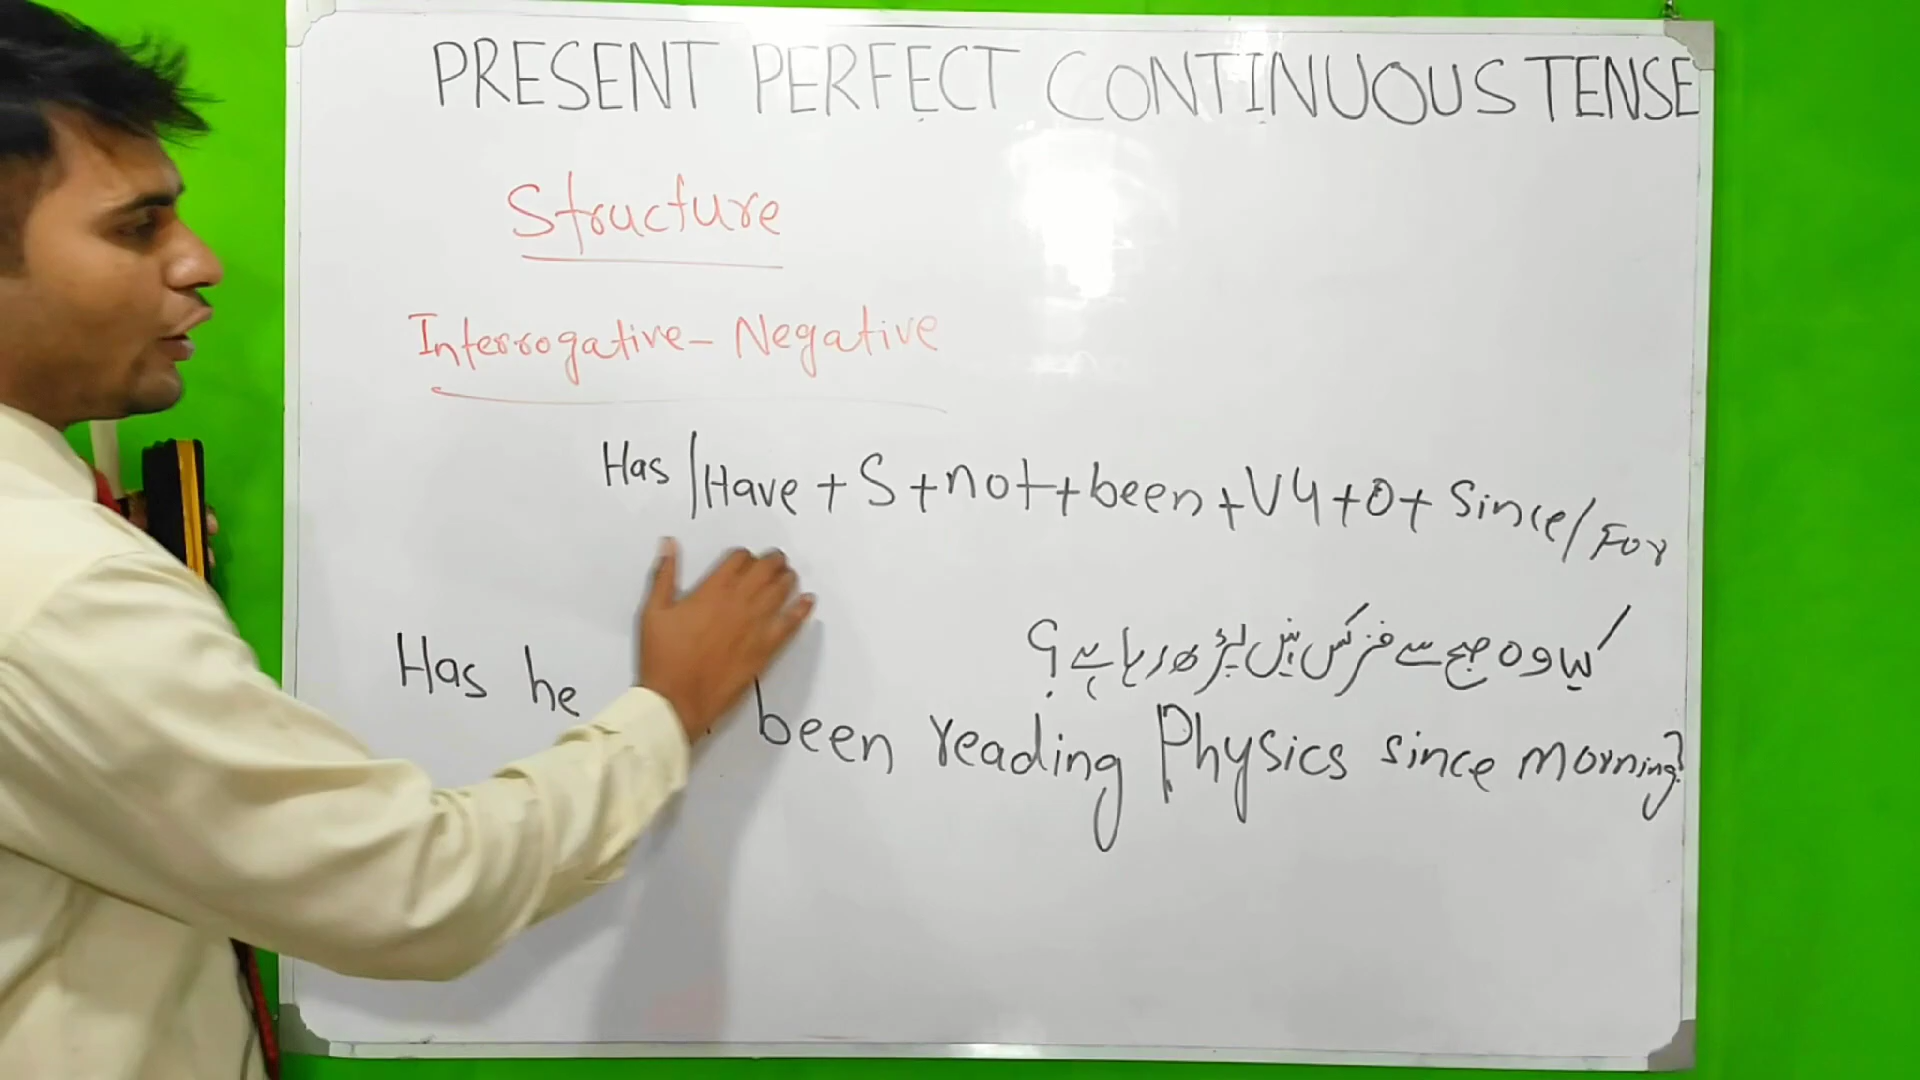 PRESENT PERFECT CONTINUOUS TENSE
Structure
Interrogative-Negative
Has/Have + S + not + been + V4 + O + Since/For
کیا وہ صبح سے فزکس نہیں پڑھ رہا ہے؟
Has he been reading Physics since morning?